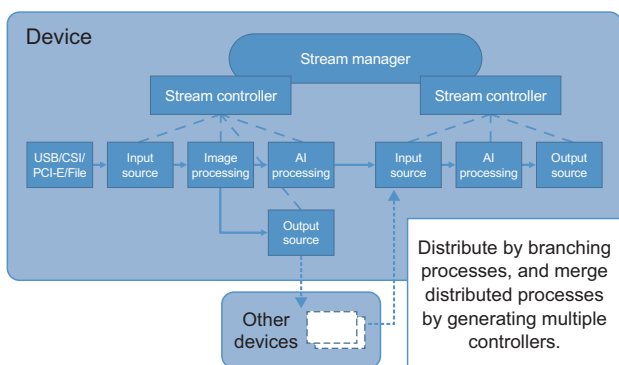 Device
Stream manager
Stream controller
Stream controller
USB/CSI/
PCI-E/File
Input
source
Image
processing
AI
processing
Input
source
AI
processing
Output
source
Output
source
Distribute by branching
processes, and merge
distributed processes
by generating multiple
controllers.
Other
devices